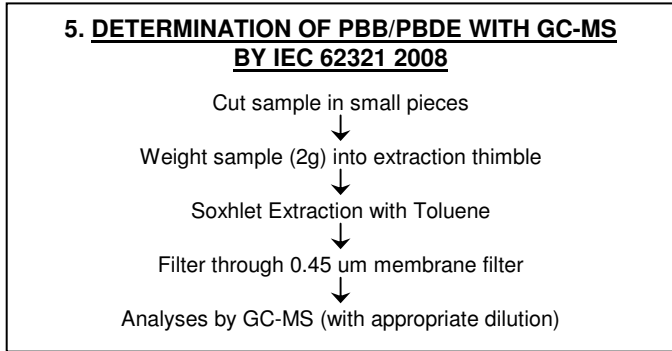 5. DETERMINATION OF PBB/PBDE WITH GC-MS
BY IEC 62321 2008
Cut sample in small pieces
Weight sample (2g) into extraction thimble
Soxhlet Extraction with Toluene
Filter through 0.45 um membrane filter
Analyses by GC-MS (with appropriate dilution)